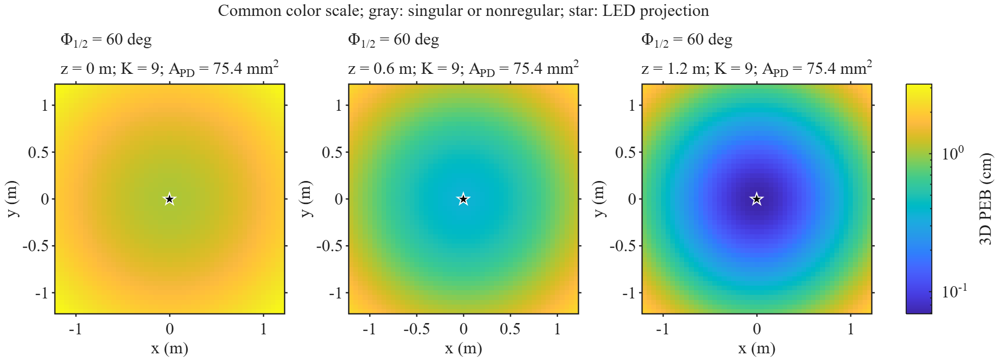 Common color scale; gray: singular or nonregular; star: LED projection
Φ1/2 = 60 deg
z = 0 m; K = 9; APD = 75.4 mm²
y (m)
1
0.5
0
-0.5
-1
-1
0
1
x (m)
Φ1/2 = 60 deg
z = 0.6 m; K = 9; APD = 75.4 mm²
y (m)
1
0.5
0
-0.5
-1
-1
-0.5
0
0.5
1
x (m)
Φ1/2 = 60 deg
z = 1.2 m; K = 9; APD = 75.4 mm²
y (m)
1
0.5
0
-0.5
-1
-1
0
1
x (m)
10⁰
10⁻¹
3D PEB (cm)